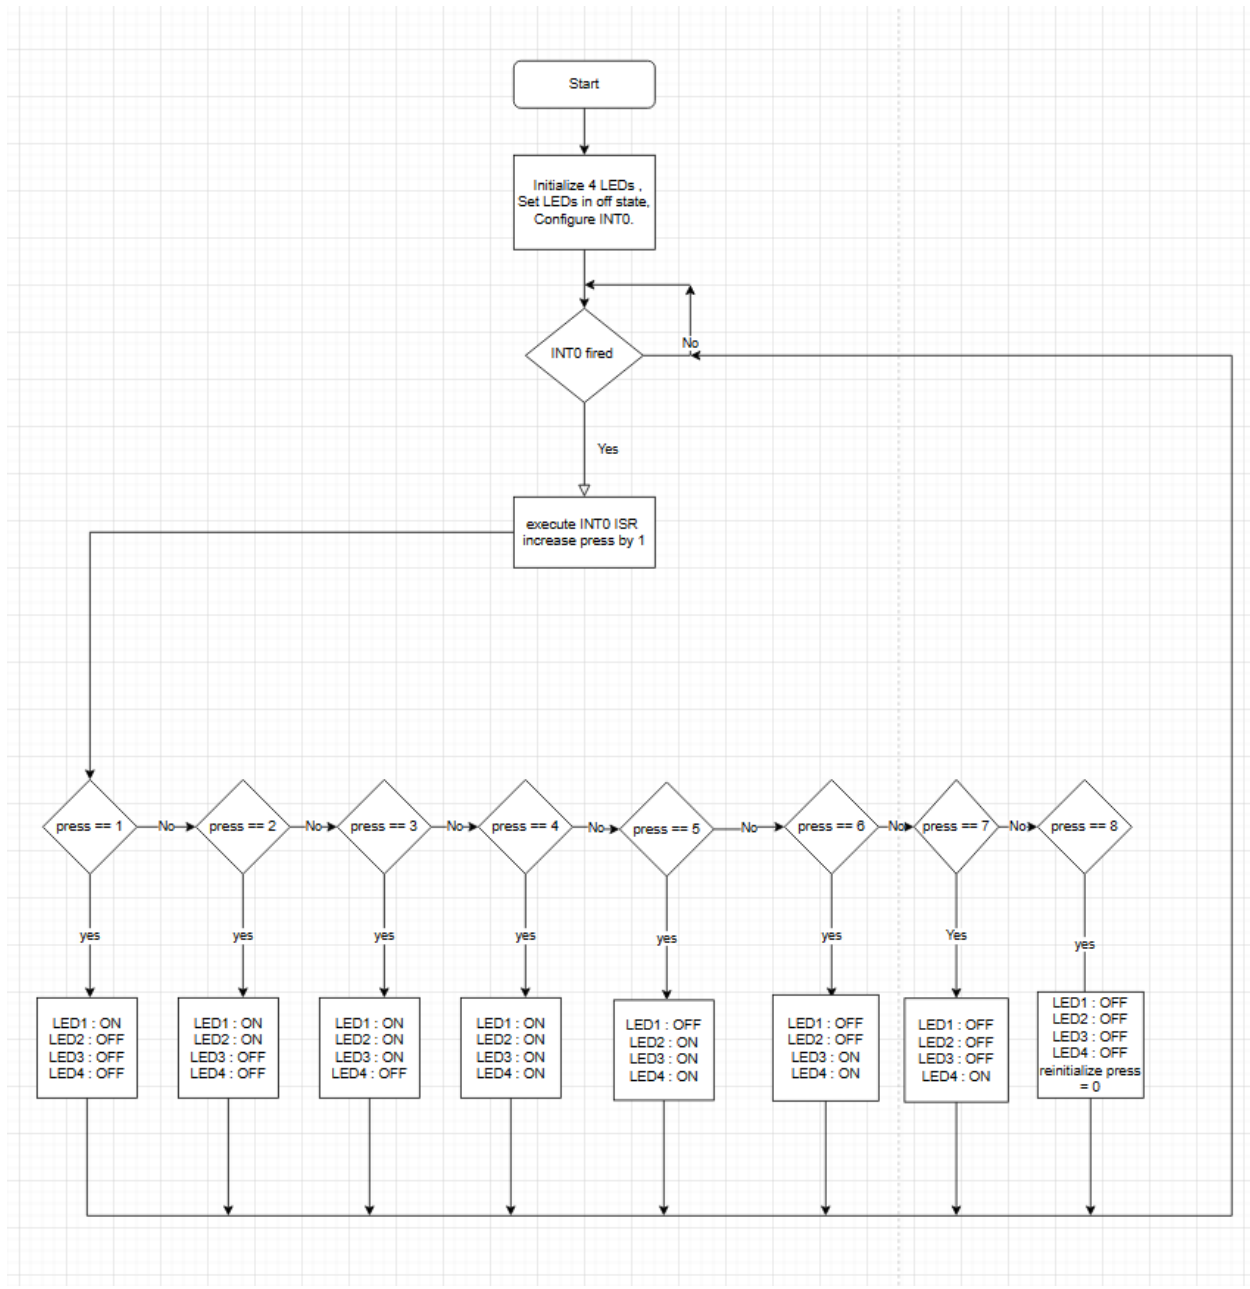 Start
Initialize 4 LEDs ,
Set LEDs in off state,
Configure INT0.
INT0 fired
No
Yes
execute INT0 ISR
increase press by 1
press == 1
No
press == 2
No
press == 3
No
press == 4
No
press == 5
No
press == 6
No
press == 7
No
press == 8
yes
yes
yes
yes
yes
yes
Yes
yes
LED1 : ON
LED2 : OFF
LED3 : OFF
LED4 : OFF
LED1 : ON
LED2 : ON
LED3 : OFF
LED4 : OFF
LED1 : ON
LED2 : ON
LED3 : ON
LED4 : OFF
LED1 : ON
LED2 : ON
LED3 : ON
LED4 : ON
LED1 : OFF
LED2 : ON
LED3 : ON
LED4 : ON
LED1 : OFF
LED2 : OFF
LED3 : ON
LED4 : ON
LED1 : OFF
LED2 : OFF
LED3 : OFF
LED4 : ON
LED1 : OFF
LED2 : OFF
LED3 : OFF
LED4 : OFF
reinitialize press
= 0